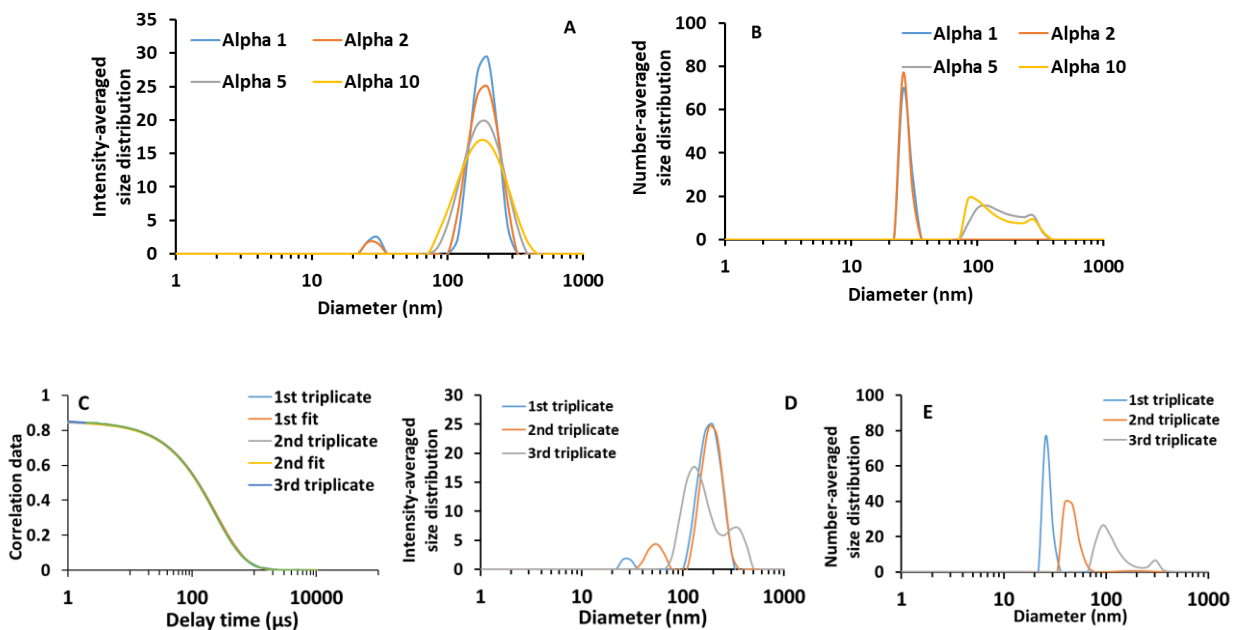 A
Alpha 1
Alpha 2
Alpha 5
Alpha 10
Intensity-averaged
size distribution
35
30
25
20
15
10
5
0
1
10
100
1000
Diameter (nm)
B
Alpha 1
Alpha 2
Alpha 5
Alpha 10
Number-averaged
size distribution
100
80
60
40
20
0
1
10
100
1000
Diameter (nm)
C
1st triplicate
1st fit
2nd triplicate
2nd fit
3rd triplicate
Correlation data
1
0.8
0.6
0.4
0.2
0
1
100
10000
Delay time (µs)
D
1st triplicate
2nd triplicate
3rd triplicate
Intensity-averaged
size distribution
30
25
20
15
10
5
0
1
10
100
1000
Diameter (nm)
E
1st triplicate
2nd triplicate
3rd triplicate
Number-averaged
size distribution
100
80
60
40
20
0
1
10
100
1000
Diameter (nm)